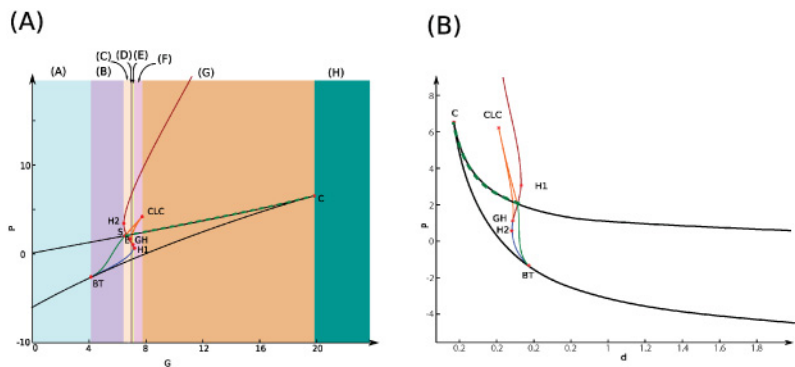 (A)
(B)
(C) (D) (E) (F)
(A) (B) (G) (H)
10
0
-10
P
0 4 8 12 16 20
G
H2
CLC
S
E
GH
H1
BT
C
8
6
4
2
0
-2
-4
P
0.2 0.2 0.2 0.2 1 1.2 1.4 1.6 1.8
d
C
CLC
H1
GH
H2
BT